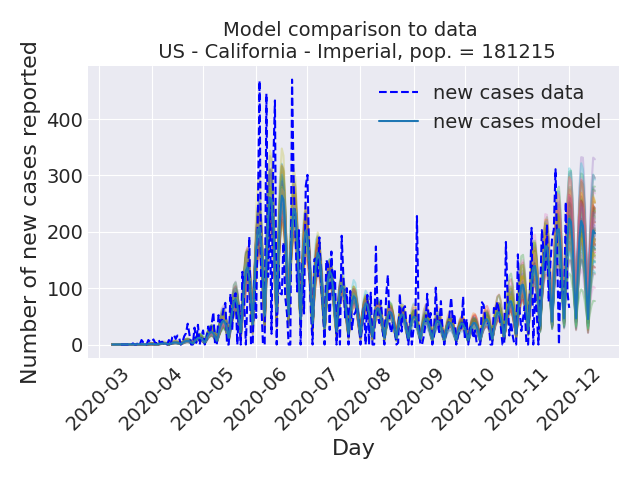 Model comparison to data
US - California - Imperial, pop. = 181215
Number of new cases reported
400
300
200
100
0
new cases data
new cases model
2020-03
2020-04
2020-05
2020-06
2020-07
2020-08
2020-09
2020-10
2020-11
2020-12
Day